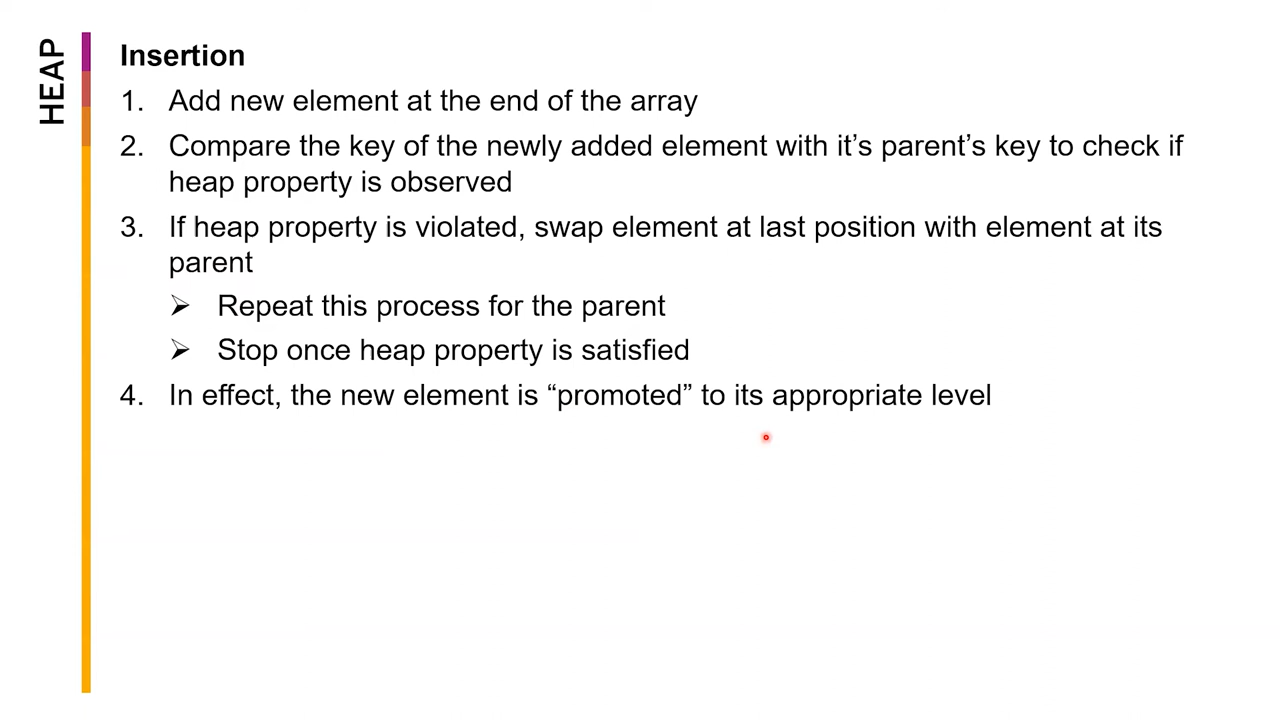 HEAP
Insertion
1. Add new element at the end of the array
2. Compare the key of the newly added element with it’s parent’s key to check if
heap property is observed
3. If heap property is violated, swap element at last position with element at its
parent
➢ Repeat this process for the parent
➢ Stop once heap property is satisfied
4. In effect, the new element is “promoted” to its appropriate level